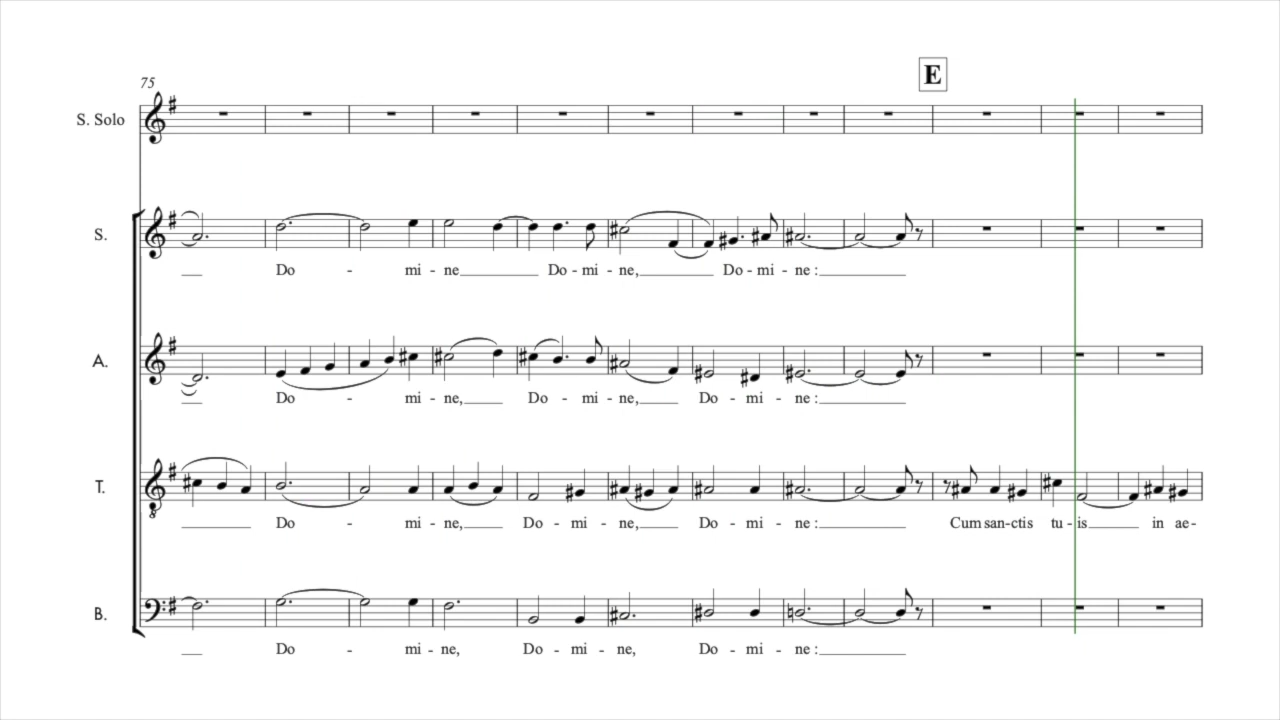 E
75
S. Solo
S.
Do - mi - ne Do - mi - ne, Do - mi - ne :
A.
Do - mi - ne, Do - mi - ne, Do - mi - ne :
T.
8
Do - mi - ne, Do - mi - ne, Do - mi - ne : Cum san-ctis tu - is in ae-
B.
Do - mi - ne, Do - mi - ne, Do - mi - ne :